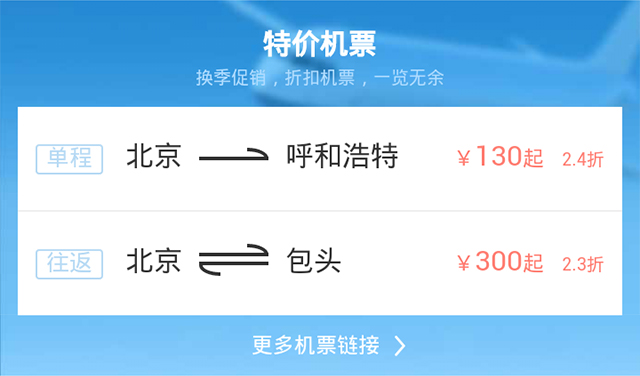 特价机票
换季促销，折扣机票，一览无余
单程 北京 呼和浩特 ¥130起 2.4折
往返 北京 包头 ¥300起 2.3折
更多机票链接